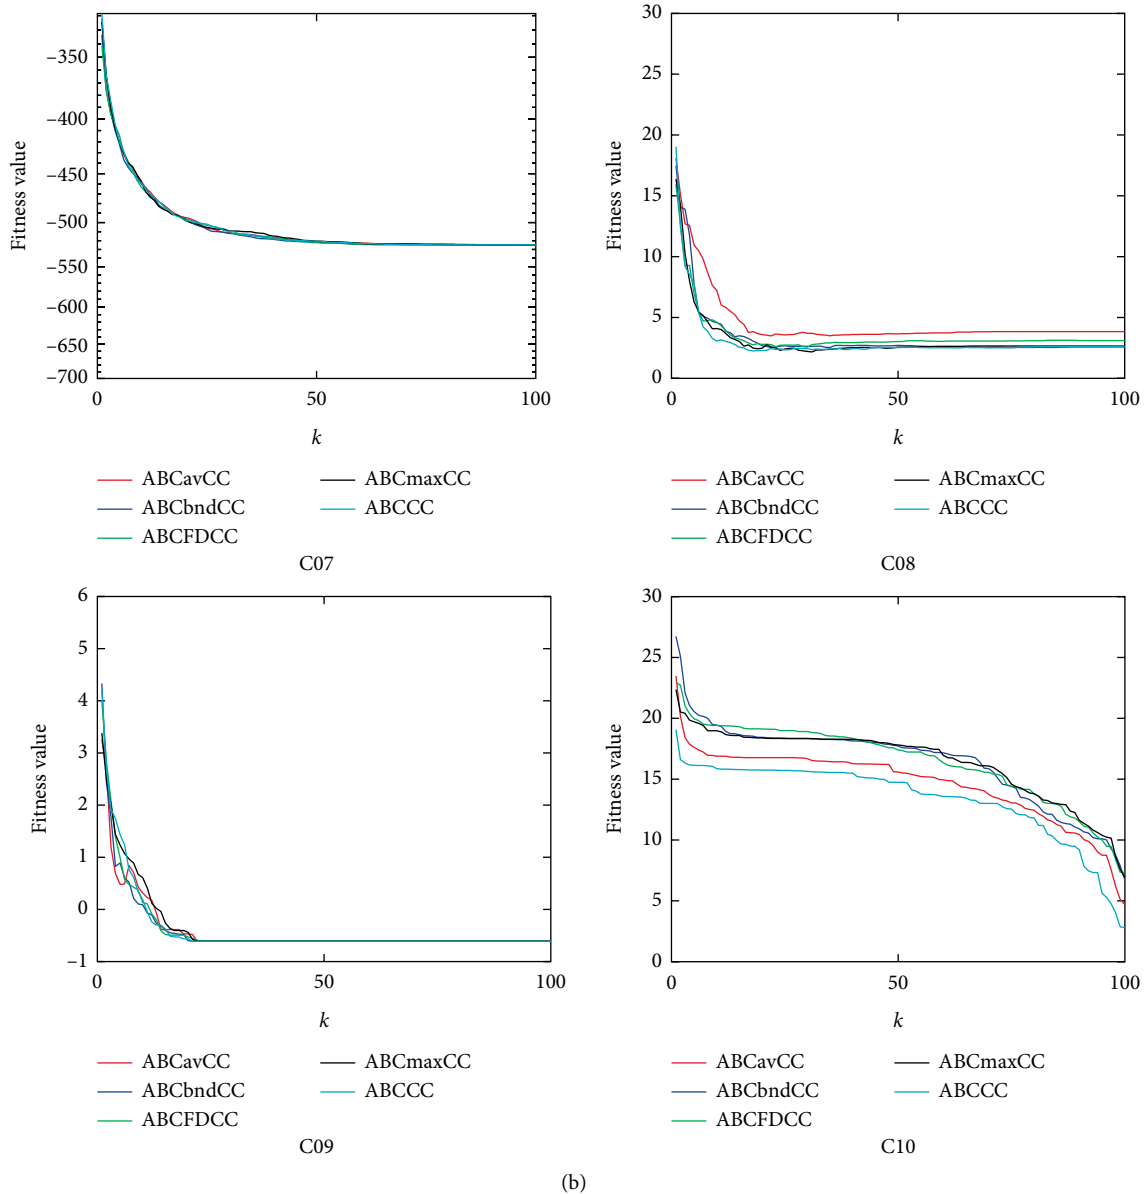 Fitness value
−350
−400
−450
−500
−550
−600
−650
−700
0
50
100
k
ABCavCC
ABCbndCC
ABCFDCC
ABCmaxCC
ABCCC
C07
Fitness value
30
25
20
15
10
5
0
0
50
100
k
ABCavCC
ABCbndCC
ABCFDCC
ABCmaxCC
ABCCC
C08
Fitness value
6
5
4
3
2
1
0
−1
0
50
100
k
ABCavCC
ABCbndCC
ABCFDCC
ABCmaxCC
ABCCC
C09
Fitness value
30
25
20
15
10
5
0
0
50
100
k
ABCavCC
ABCbndCC
ABCFDCC
ABCmaxCC
ABCCC
C10
(b)